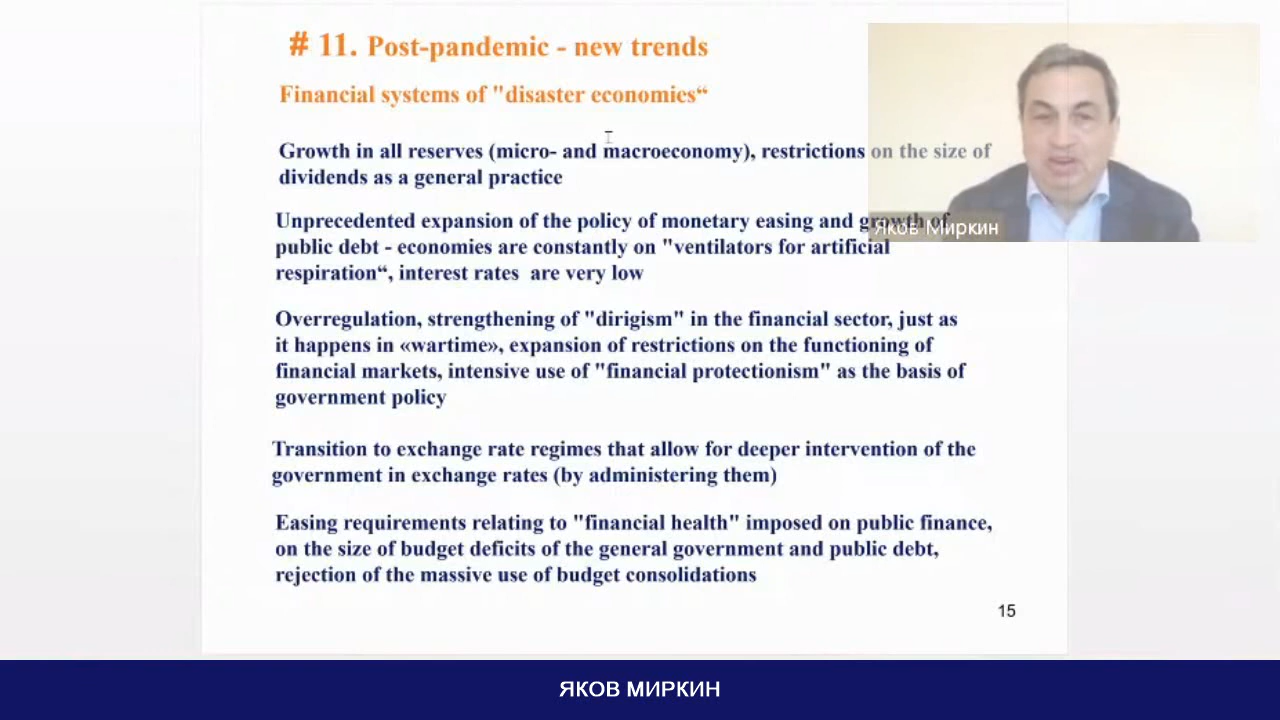 # 11. Post-pandemic - new trends
Financial systems of "disaster economies“
Growth in all reserves (micro- and macroeconomy), restrictions on the size of
dividends as a general practice
Unprecedented expansion of the policy of monetary easing and growth of
public debt - economies are constantly on "ventilators for artificial
respiration“, interest rates are very low
Overregulation, strengthening of "dirigism" in the financial sector, just as
it happens in «wartime», expansion of restrictions on the functioning of
financial markets, intensive use of "financial protectionism" as the basis of
government policy
Transition to exchange rate regimes that allow for deeper intervention of the
government in exchange rates (by administering them)
Easing requirements relating to "financial health" imposed on public finance,
on the size of budget deficits of the general government and public debt,
rejection of the massive use of budget consolidations
15
Яков Миркин
ЯКОВ МИРКИН